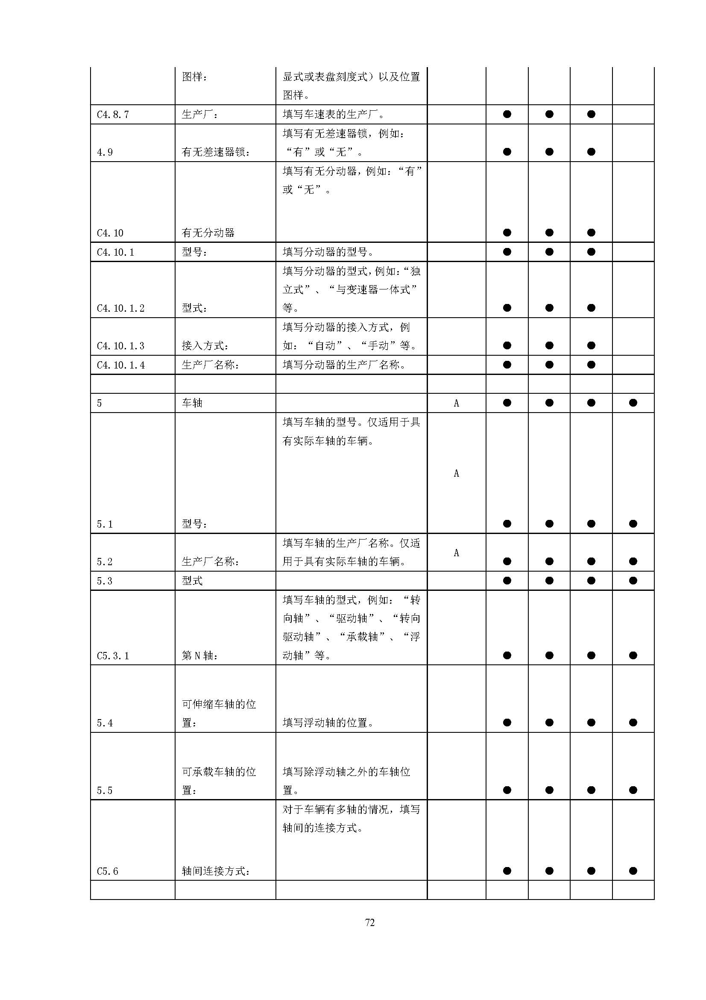 图样： 显式或表盘刻度式）以及位置
图样。
C4.8.7 生产厂： 填写车速表的生产厂。 ● ● ●
填写有无差速器锁，例如：
4.9 有无差速器锁： “有”或“无”。 ● ● ●
填写有无分动器，例如：“有”
或“无”。
C4.10 有无分动器 ● ● ●
C4.10.1 型号： 填写分动器的型号。 ● ● ●
填写分动器的型式，例如：“独
立式”、“与变速器一体式”
C4.10.1.2 型式： 等。 ● ● ●
填写分动器的接入方式，例
C4.10.1.3 接入方式： 如：“自动”、“手动”等。 ● ● ●
C4.10.1.4 生产厂名称： 填写分动器的生产厂名称。 ● ● ●
5 车轴 A ● ● ● ●
填写车轴的型号。仅适用于具
有实际车轴的车辆。
A
5.1 型号： ● ● ● ●
填写车轴的生产厂名称。仅适
A
5.2 生产厂名称： 用于具有实际车轴的车辆。 ● ● ● ●
5.3 型式 ● ● ● ●
填写车轴的型式，例如：“转
向轴”、“驱动轴”、“转向
驱动轴”、“承载轴”、“浮
C5.3.1 第 N 轴： 动轴”等。 ● ● ● ●
可伸缩车轴的位
5.4 置： 填写浮动轴的位置。 ● ● ● ●
可承载车轴的位 填写除浮动轴之外的车轴位
5.5 置： 置。 ● ● ● ●
对于车辆有多轴的情况，填写
轴间的连接方式。
C5.6 轴间连接方式： ● ● ● ●
72